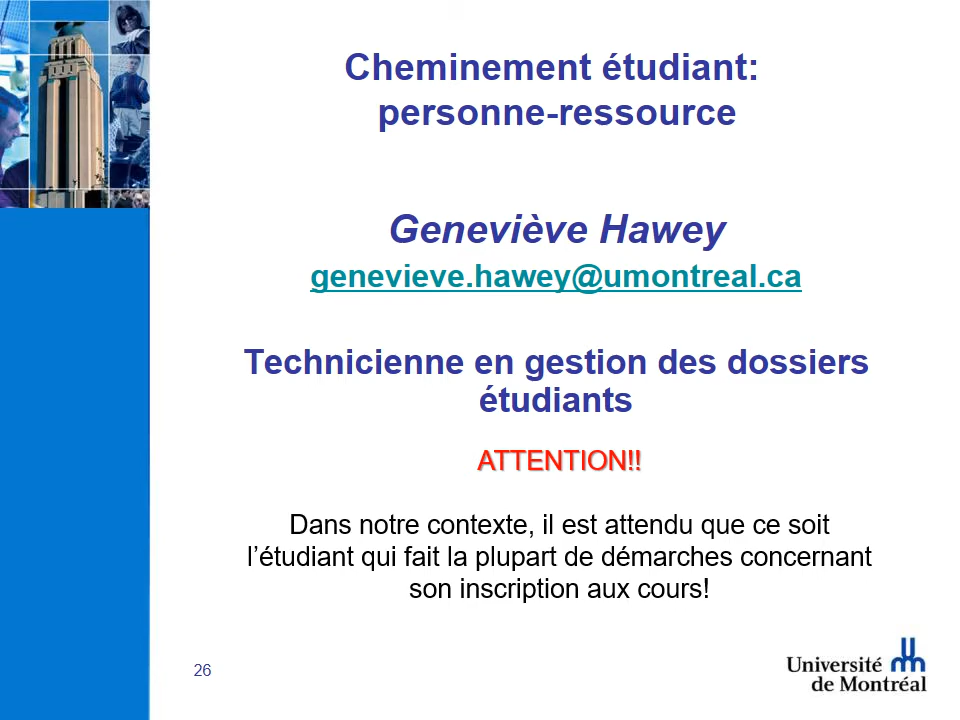 Cheminement étudiant:
personne-ressource
Geneviève Hawey
genevieve.hawey@umontreal.ca
Technicienne en gestion des dossiers
étudiants
ATTENTION!!
Dans notre contexte, il est attendu que ce soit
l’étudiant qui fait la plupart de démarches concernant
son inscription aux cours!
26
Université
de Montréal